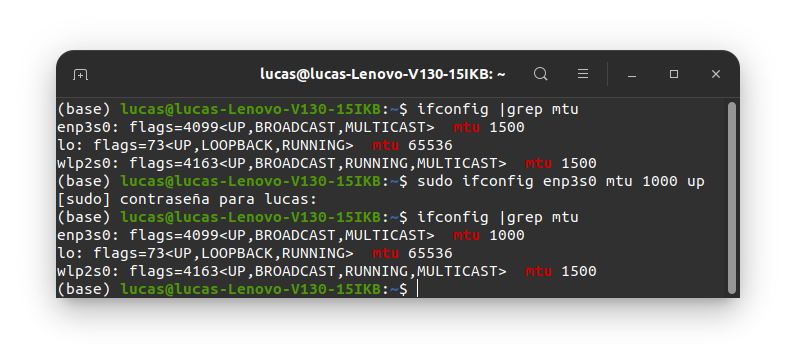 lucas@lucas-Lenovo-V130-15IKB: ~
(base) lucas@lucas-Lenovo-V130-15IKB:~$ ifconfig |grep mtu
enp3s0: flags=4099<UP,BROADCAST,MULTICAST>  mtu 1500
lo: flags=73<UP,LOOPBACK,RUNNING>  mtu 65536
wlp2s0: flags=4163<UP,BROADCAST,RUNNING,MULTICAST>  mtu 1500
(base) lucas@lucas-Lenovo-V130-15IKB:~$ sudo ifconfig enp3s0 mtu 1000 up
[sudo] contraseña para lucas:
(base) lucas@lucas-Lenovo-V130-15IKB:~$ ifconfig |grep mtu
enp3s0: flags=4099<UP,BROADCAST,MULTICAST>  mtu 1000
lo: flags=73<UP,LOOPBACK,RUNNING>  mtu 65536
wlp2s0: flags=4163<UP,BROADCAST,RUNNING,MULTICAST>  mtu 1500
(base) lucas@lucas-Lenovo-V130-15IKB:~$